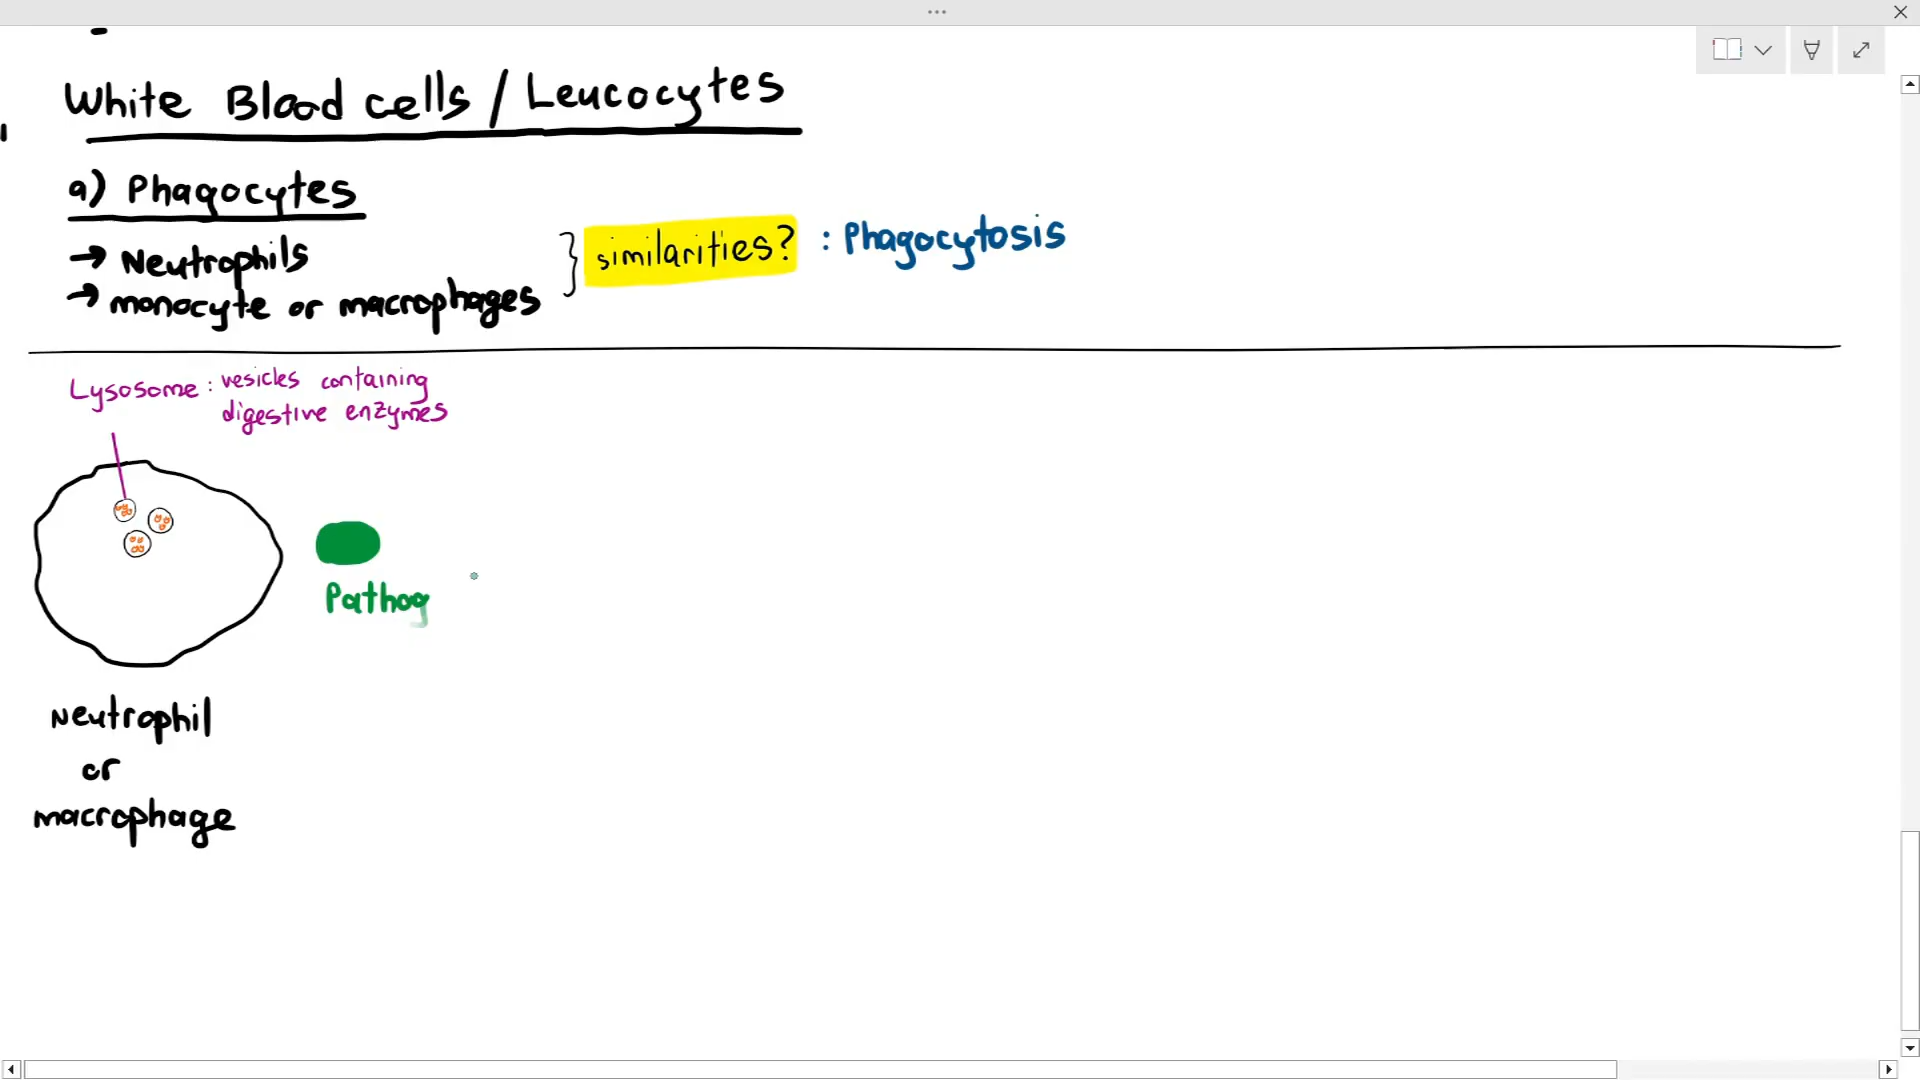 White Blood cells / Leucocytes
a) Phagocytes
→ Neutrophils
→ monocyte or macrophages
} similarities? : Phagocytosis
Lysosome : vesicles containing
digestive enzymes
Pathog
Neutrophil
or
macrophage